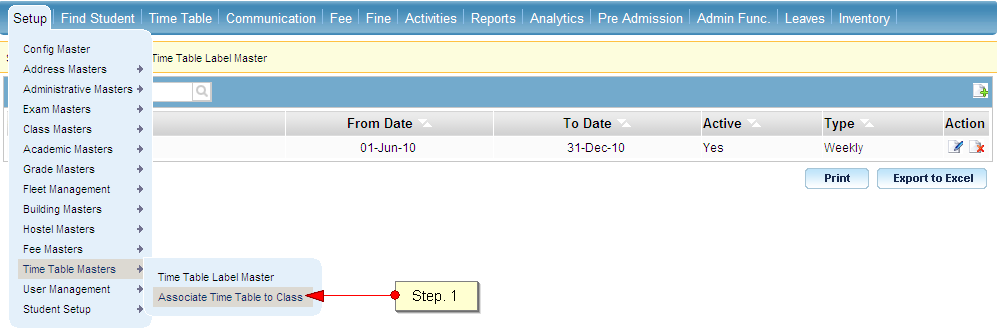 Setup Find Student Time Table Communication Fee Fine Activities Reports Analytics Pre Admission Admin Func. Leaves Inventory
Time Table Label Master
Config Master
Address Masters
Administrative Masters
Exam Masters
Class Masters
Academic Masters
Grade Masters
Fleet Management
Building Masters
Hostel Masters
Fee Masters
Time Table Masters
User Management
Student Setup
Time Table Label Master
Associate Time Table to Class
Step. 1
From Date To Date Active Type Action
01-Jun-10 31-Dec-10 Yes Weekly
Print Export to Excel